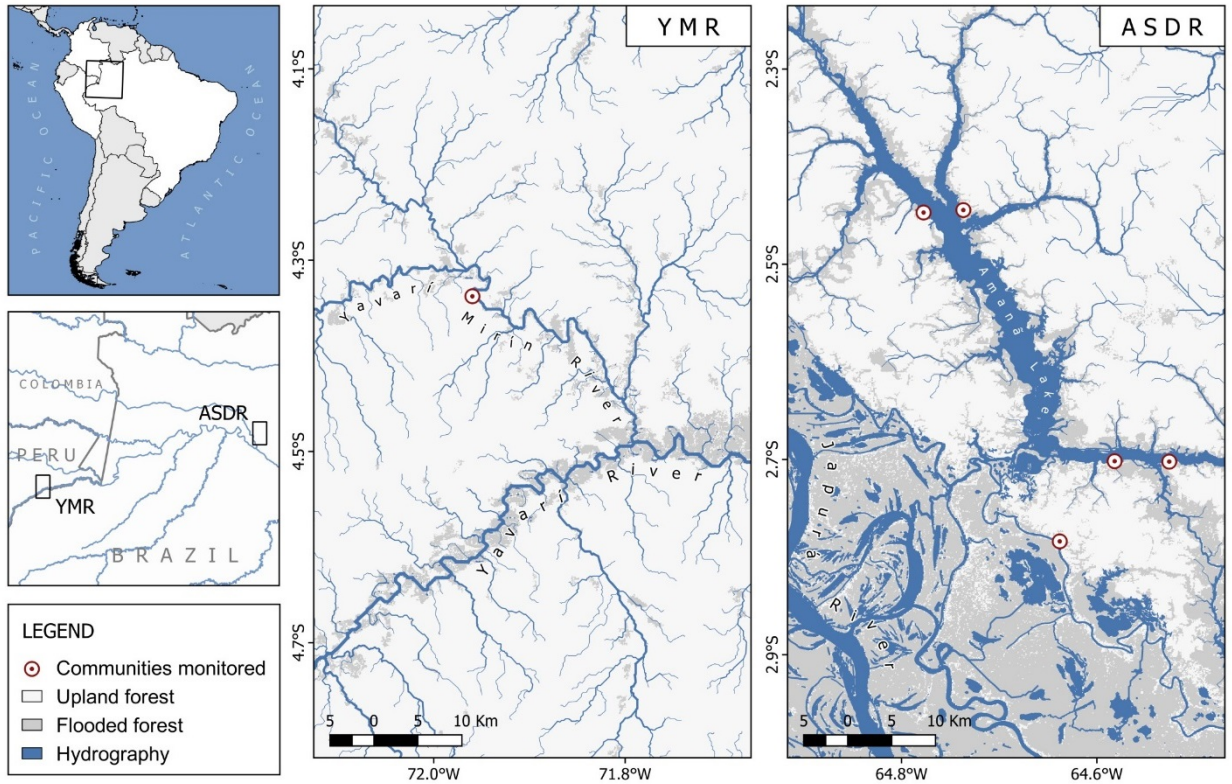 PACIFIC OCEAN
ATLANTIC OCEAN
COLOMBIA
PERU
BRAZIL
ASDR
YMR
LEGEND
Communities monitored
Upland forest
Flooded forest
Hydrography
YMR
4.1°S
4.3°S
4.5°S
4.7°S
Yavarí Mirín River
Yavarí River
5 0 5 10 Km
72.0°W
71.8°W
ASDR
2.3°S
2.5°S
2.7°S
2.9°S
Amanã Lake
Japurá River
5 0 5 10 Km
64.8°W
64.6°W